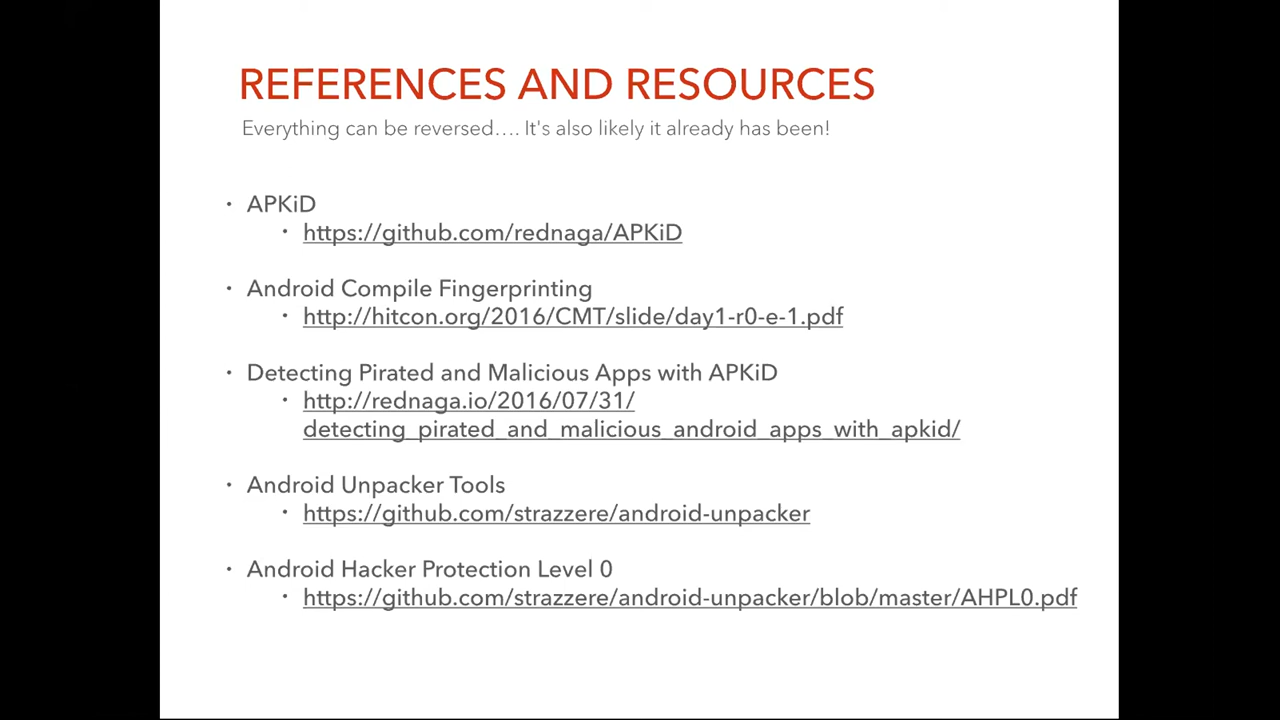 REFERENCES AND RESOURCES
Everything can be reversed.... It's also likely it already has been!
• APKiD
• https://github.com/rednaga/APKiD
• Android Compile Fingerprinting
• http://hitcon.org/2016/CMT/slide/day1-r0-e-1.pdf
• Detecting Pirated and Malicious Apps with APKiD
• http://rednaga.io/2016/07/31/
detecting_pirated_and_malicious_android_apps_with_apkid/
• Android Unpacker Tools
• https://github.com/strazzere/android-unpacker
• Android Hacker Protection Level 0
• https://github.com/strazzere/android-unpacker/blob/master/AHPL0.pdf